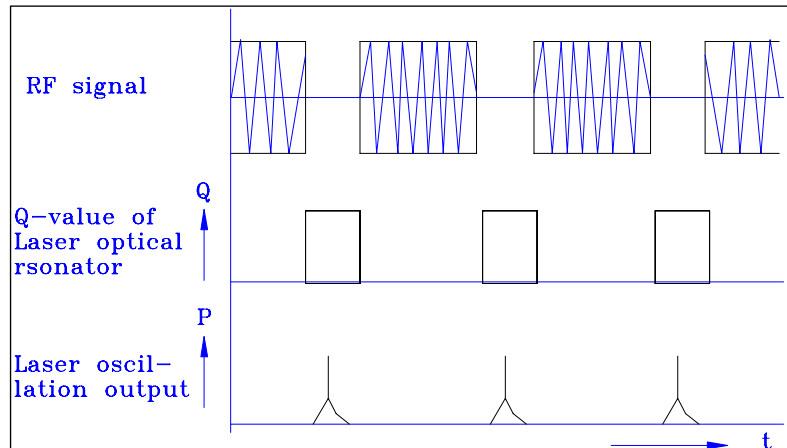 RF signal
Q
Q-value of
Laser optical
rsonator
P
Laser oscil-
lation output
t